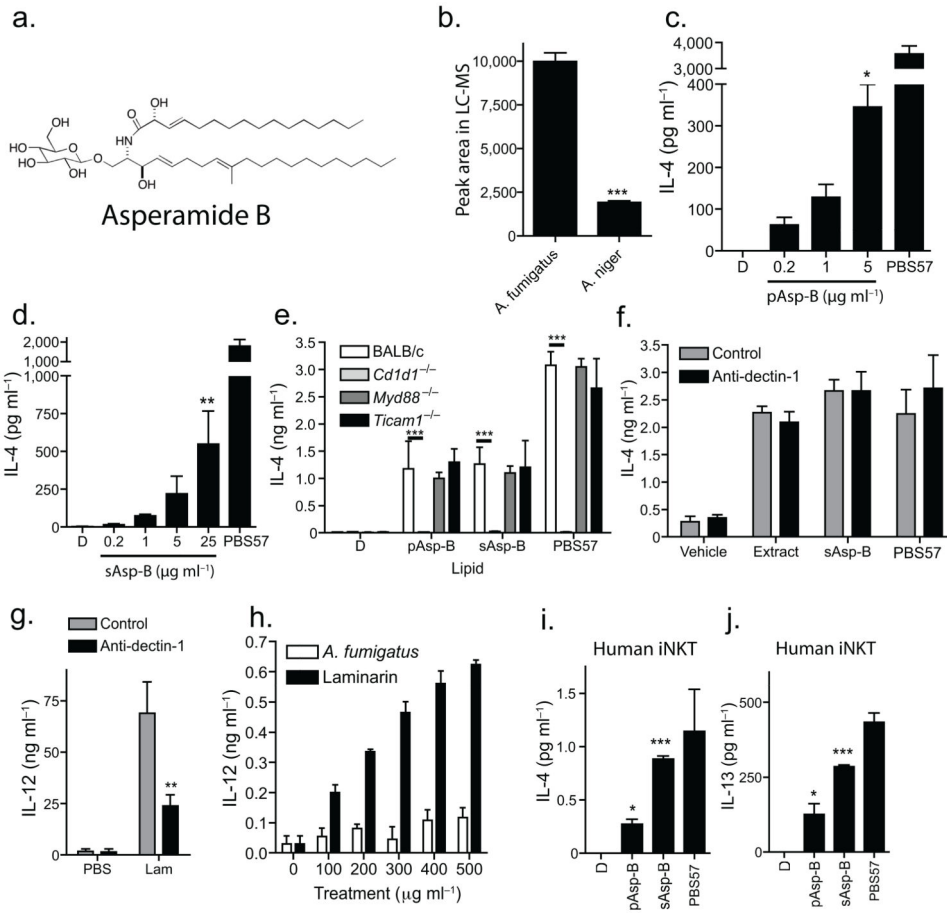 a.
OH
O
HN
OH
HO
HO
OH
O
O
OH
Asperamide B
b.
Peak area in LC-MS
10,000
7,500
5,000
2,500
0
***
A. fumigatus
A. niger
c.
IL-4 (pg ml⁻¹)
4,000
3,000
400
300
200
100
0
*
D 0.2 1 5 PBS57
pAsp-B (μg ml⁻¹)
d.
IL-4 (pg ml⁻¹)
2,000
1,000
1,000
750
500
250
0
**
D 0.2 1 5 25 PBS57
sAsp-B (μg ml⁻¹)
e.
IL-4 (ng ml⁻¹)
3.5
3.0
2.5
2.0
1.5
1.0
0.5
0
BALB/c
Cd1d1⁻/⁻
Myd88⁻/⁻
Ticam1⁻/⁻
*** *** ***
D pAsp-B sAsp-B PBS57
Lipid
f.
Control
Anti-dectin-1
IL-4 (ng ml⁻¹)
3.5
3.0
2.5
2.0
1.5
1.0
0.5
0
Vehicle Extract sAsp-B PBS57
g.
Control
Anti-dectin-1
IL-12 (ng ml⁻¹)
75
50
25
0
**
PBS Lam
h.
A. fumigatus
Laminarin
IL-12 (ng ml⁻¹)
0.7
0.6
0.5
0.4
0.3
0.2
0.1
0.0
0 100 200 300 400 500
Treatment (μg ml⁻¹)
i.
Human iNKT
IL-4 (pg ml⁻¹)
1.5
1.0
0.5
0
* ***
D pAsp-B sAsp-B PBS57
j.
Human iNKT
IL-13 (pg ml⁻¹)
500
250
0
* ***
D pAsp-B sAsp-B PBS57